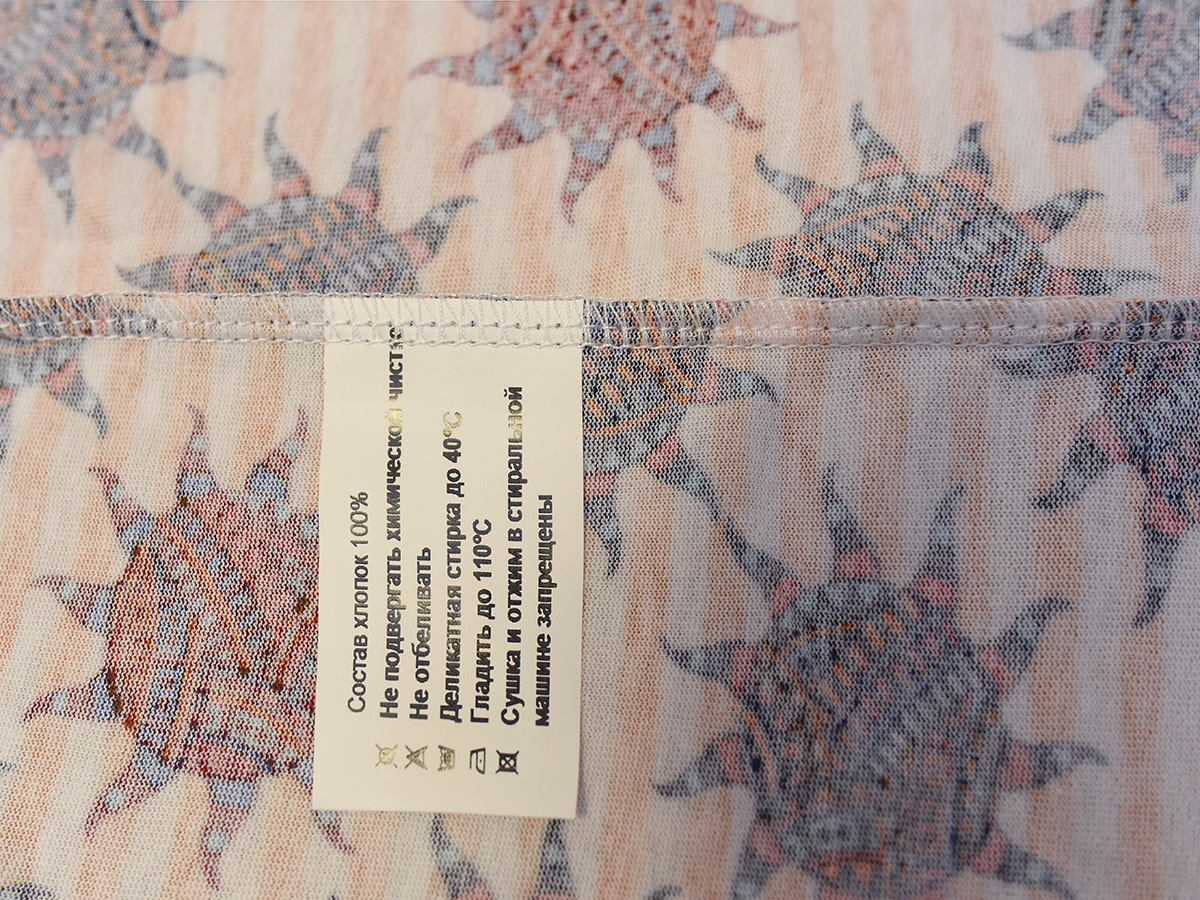 Состав хлопок 100%
Не подвергать химической чистке
Не отбеливать
Деликатная стирка до 40°С
Гладить до 110°С
Сушка и отжим в стиральной
машине запрещены